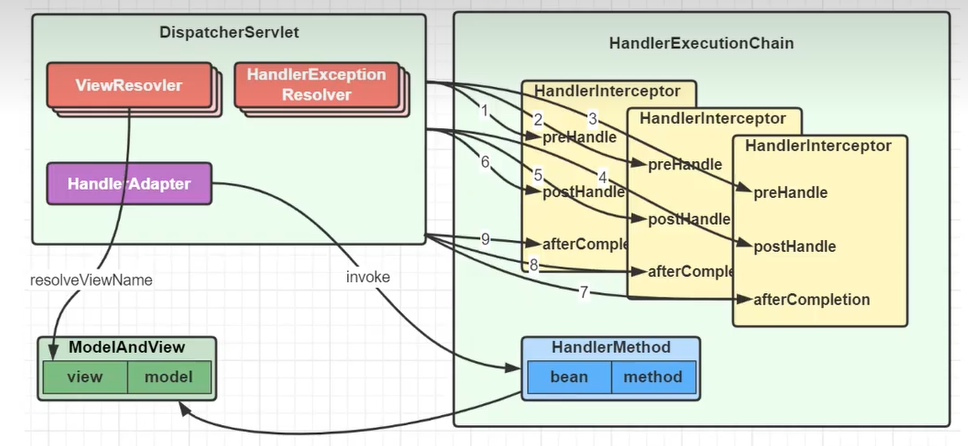 DispatcherServlet
ViewResovler
HandlerException
Resolver
HandlerAdapter
resolveViewName
invoke
ModelAndView
view
model
HandlerExecutionChain
HandlerInterceptor
preHandle
postHandle
afterComple
HandlerInterceptor
preHandle
postHandle
afterComple
HandlerInterceptor
preHandle
postHandle
afterCompletion
1
2
3
6
5
4
9
8
7
HandlerMethod
bean
method